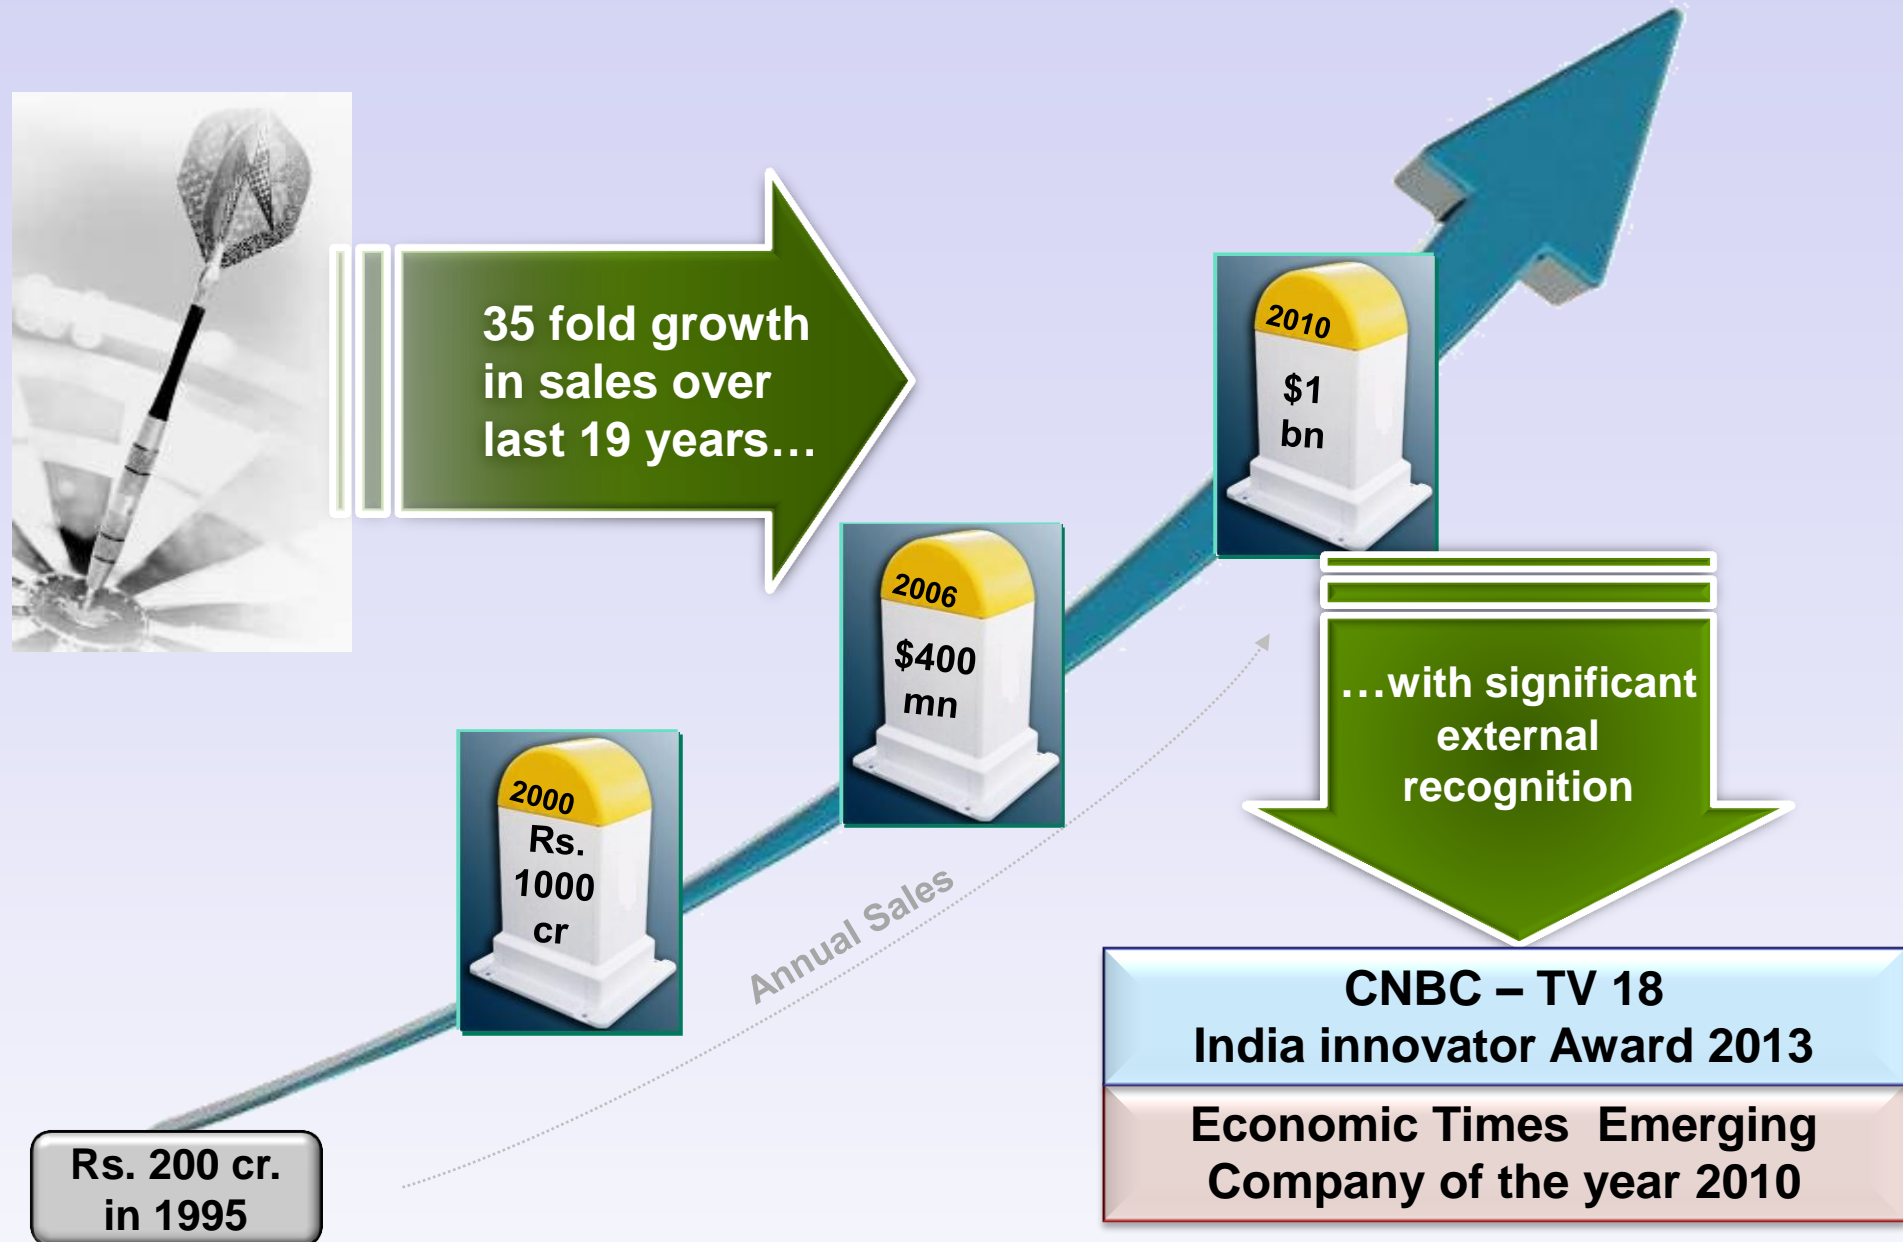 35 fold growth
in sales over
last 19 years…
2010
$1
bn
2006
$400
mn
…with significant
external
recognition
2000
Rs.
1000
cr
Annual Sales
CNBC – TV 18
India innovator Award 2013
Economic Times Emerging
Company of the year 2010
Rs. 200 cr.
in 1995